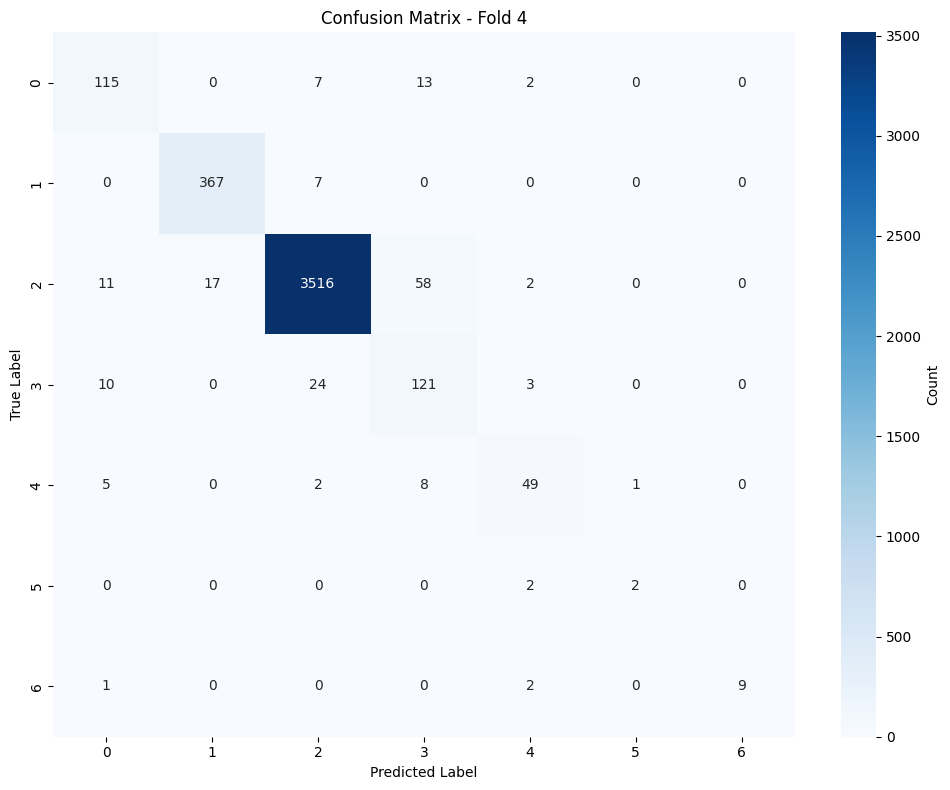 Confusion Matrix - Fold 4
0 115 0 7 13 2 0 0
1 0 367 7 0 0 0 0
2 11 17 3516 58 2 0 0
3 10 0 24 121 3 0 0
4 5 0 2 8 49 1 0
5 0 0 0 0 2 2 0
6 1 0 0 0 2 0 9
0 1 2 3 4 5 6
True Label
Predicted Label
3500
3000
2500
2000
1500
1000
500
0
Count